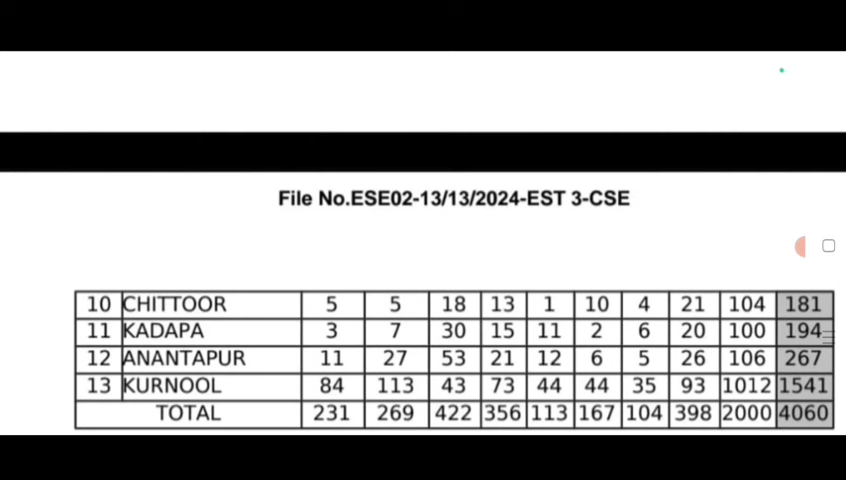 File No.ESE02-13/13/2024-EST 3-CSE
10 CHITTOOR 5 5 18 13 1 10 4 21 104 181
11 KADAPA 3 7 30 15 11 2 6 20 100 194
12 ANANTAPUR 11 27 53 21 12 6 5 26 106 267
13 KURNOOL 84 113 43 73 44 44 35 93 1012 1541
TOTAL 231 269 422 356 113 167 104 398 2000 4060